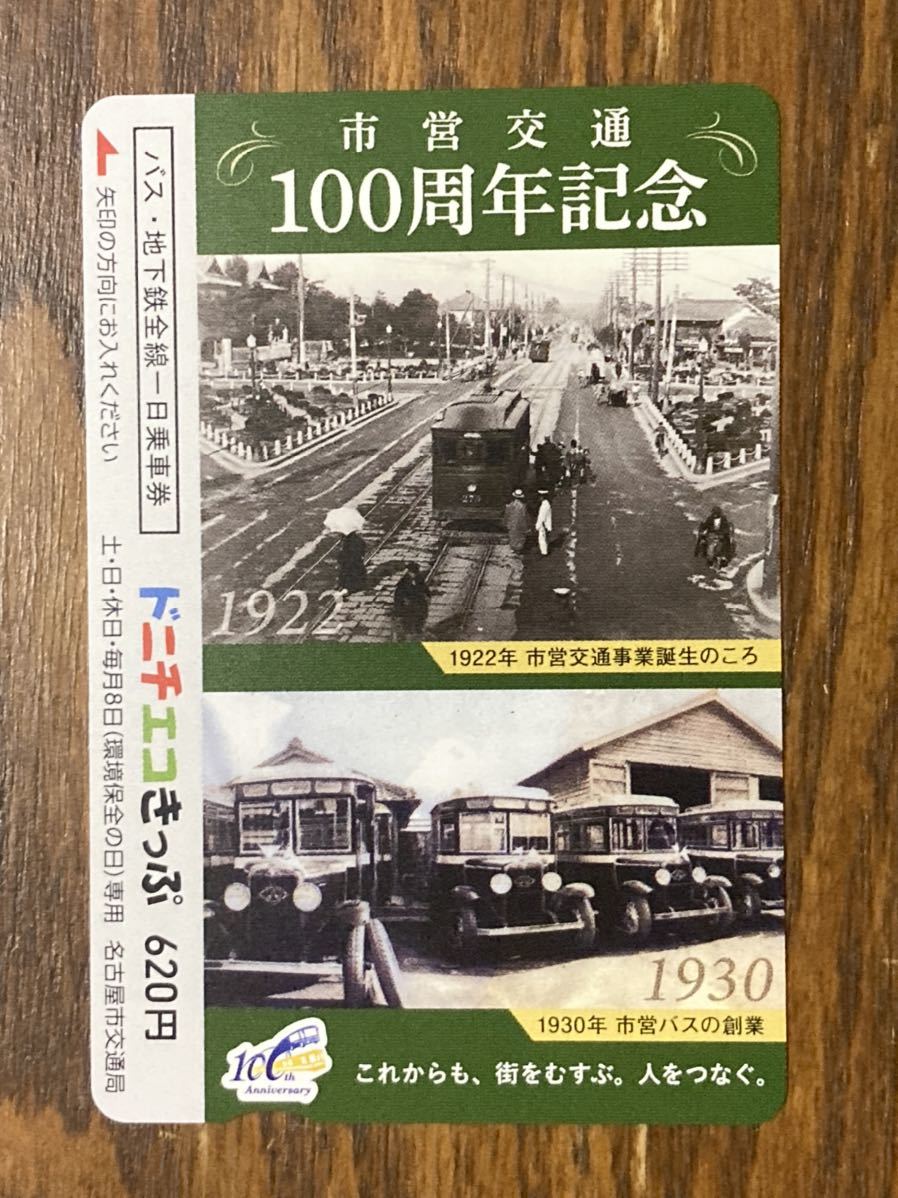 市営交通
100周年記念
275
1922
1922年 市営交通事業誕生のころ
1930
1930年 市営バスの創業
100th
Anniversary
これからも、街をむすぶ。人をつなぐ。
バス・地下鉄全線一日乗車券
ドニチエコきっぷ 620円
矢印の方向にお入れください
土・日・休日・毎月8日(環境保全の日)専用 名古屋市交通局